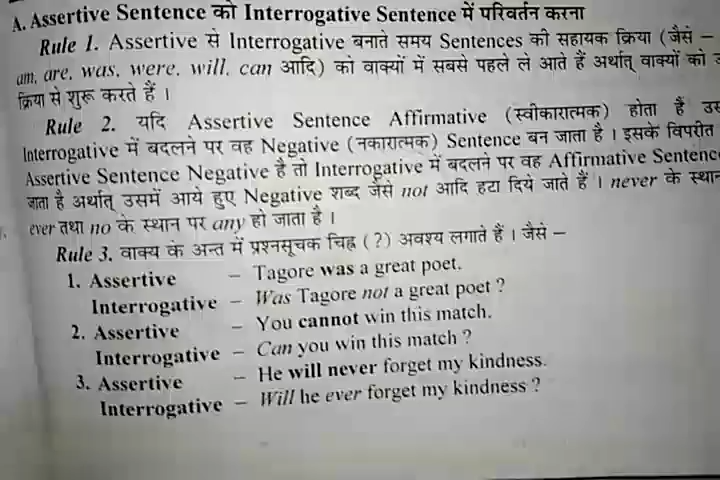 A. Assertive Sentence को Interrogative Sentence में परिवर्तन करना
Rule 1. Assertive से Interrogative बनाते समय Sentences की सहायक क्रिया (जैसे –
am, are, was, were, will, can आदि) को वाक्यों में सबसे पहले ले आते हैं अर्थात् वाक्यों को
क्रिया से शुरू करते हैं ।
Rule 2. यदि Assertive Sentence Affirmative (स्वीकारात्मक) होता है
Interrogative में बदलने पर वह Negative (नकारात्मक) Sentence बन जाता है । इसके विपरीत
Assertive Sentence Negative है तो Interrogative में बदलने पर वह Affirmative Sentence
जाता है अर्थात् उसमें आये हुए Negative शब्द जैसे not आदि हटा दिये जाते हैं । never के स्थान
ever तथा no के स्थान पर any हो जाता है ।
Rule 3. वाक्य के अन्त में प्रश्नसूचक चिह्न (?) अवश्य लगाते हैं । जैसे –
1. Assertive – Tagore was a great poet.
Interrogative – Was Tagore not a great poet ?
2. Assertive – You cannot win this match.
Interrogative – Can you win this match ?
3. Assertive – He will never forget my kindness.
Interrogative – Will he ever forget my kindness ?